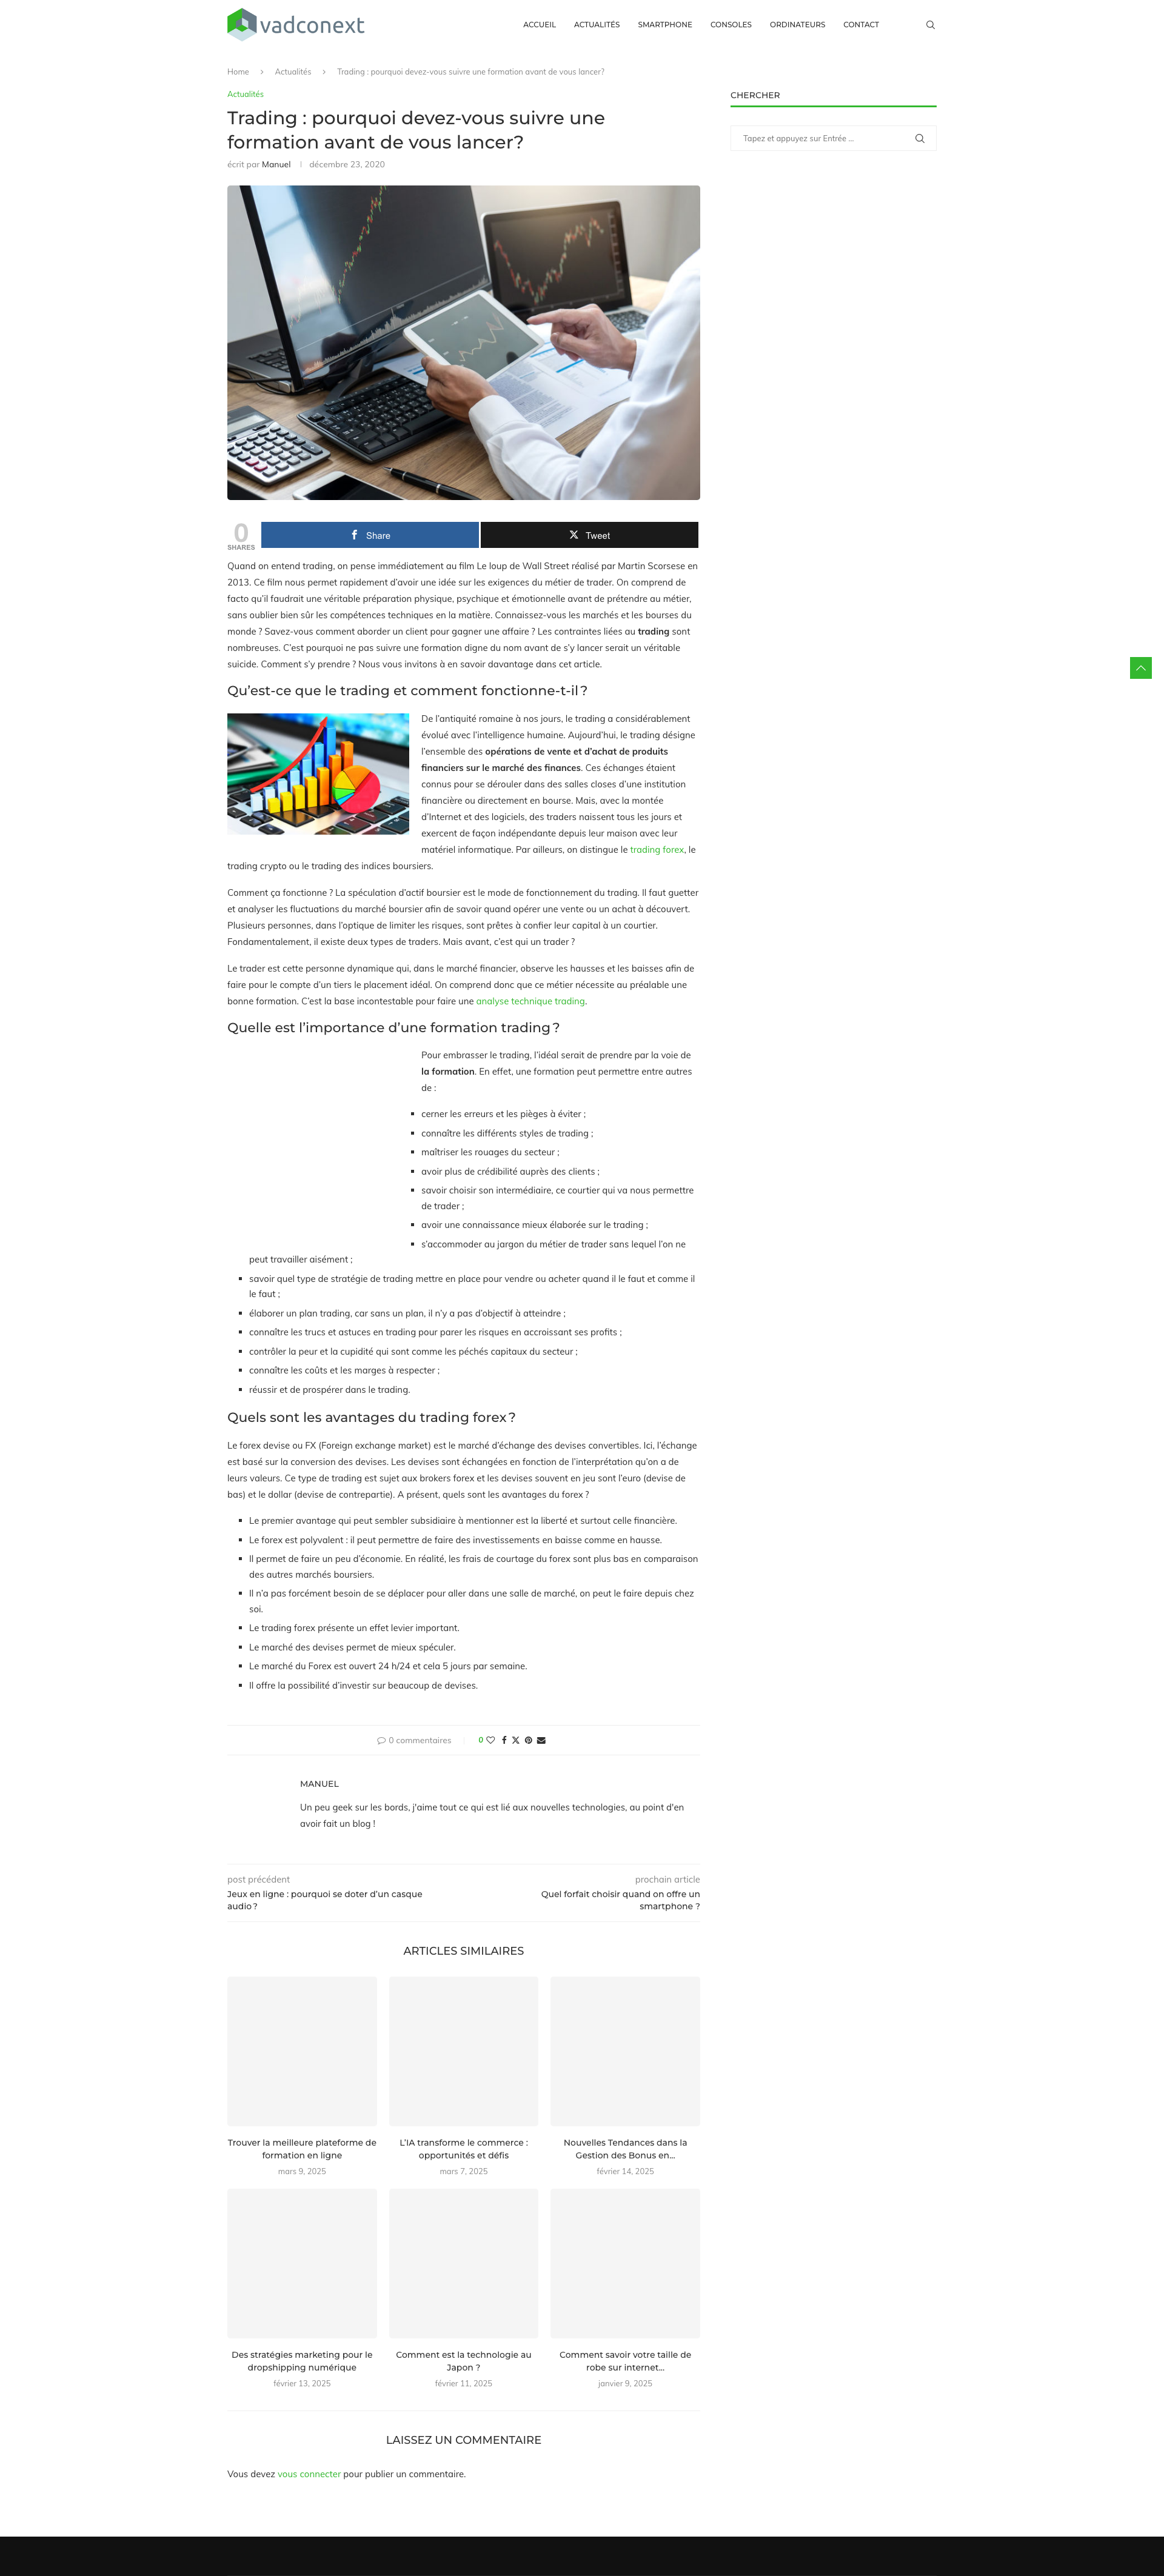 vadconext
ACCUEIL
ACTUALITÉS
SMARTPHONE
CONSOLES
ORDINATEURS
CONTACT
Home > Actualités > Trading : pourquoi devez-vous suivre une formation avant de vous lancer?
Actualités
Trading : pourquoi devez-vous suivre une
formation avant de vous lancer?
écrit par Manuel | décembre 23, 2020
CHERCHER
Tapez et appuyez sur Entrée ...
0
SHARES
Share
Tweet
Quand on entend trading, on pense immédiatement au film Le loup de Wall Street réalisé par Martin Scorsese en
2013. Ce film nous permet rapidement d’avoir une idée sur les exigences du métier de trader. On comprend de
facto qu’il faudrait une véritable préparation physique, psychique et émotionnelle avant de prétendre au métier,
sans oublier bien sûr les compétences techniques en la matière. Connaissez-vous les marchés et les bourses du
monde ? Savez-vous comment aborder un client pour gagner une affaire ? Les contraintes liées au trading sont
nombreuses. C’est pourquoi ne pas suivre une formation digne du nom avant de s’y lancer serait un véritable
suicide. Comment s’y prendre ? Nous vous invitons à en savoir davantage dans cet article.
Qu’est-ce que le trading et comment fonctionne-t-il ?
De l’antiquité romaine à nos jours, le trading a considérablement
évolué avec l’intelligence humaine. Aujourd’hui, le trading désigne
l’ensemble des opérations de vente et d’achat de produits
financiers sur le marché des finances. Ces échanges étaient
connus pour se dérouler dans des salles closes d’une institution
financière ou directement en bourse. Mais, avec la montée
d’Internet et des logiciels, des traders naissent tous les jours et
exercent de façon indépendante depuis leur maison avec leur
matériel informatique. Par ailleurs, on distingue le trading forex, le
trading crypto ou le trading des indices boursiers.
Comment ça fonctionne ? La spéculation d’actif boursier est le mode de fonctionnement du trading. Il faut guetter
et analyser les fluctuations du marché boursier afin de savoir quand opérer une vente ou un achat à découvert.
Plusieurs personnes, dans l’optique de limiter les risques, sont prêtes à confier leur capital à un courtier.
Fondamentalement, il existe deux types de traders. Mais avant, c’est qui un trader ?
Le trader est cette personne dynamique qui, dans le marché financier, observe les hausses et les baisses afin de
faire pour le compte d’un tiers le placement idéal. On comprend donc que ce métier nécessite au préalable une
bonne formation. C’est la base incontestable pour faire une analyse technique trading.
Quelle est l’importance d’une formation trading ?
Pour embrasser le trading, l’idéal serait de prendre par la voie de
la formation. En effet, une formation peut permettre entre autres
de :
▪ cerner les erreurs et les pièges à éviter ;
▪ connaître les différents styles de trading ;
▪ maîtriser les rouages du secteur ;
▪ avoir plus de crédibilité auprès des clients ;
▪ savoir choisir son intermédiaire, ce courtier qui va nous permettre
de trader ;
▪ avoir une connaissance mieux élaborée sur le trading ;
▪ s’accommoder au jargon du métier de trader sans lequel l’on ne
peut travailler aisément ;
▪ savoir quel type de stratégie de trading mettre en place pour vendre ou acheter quand il le faut et comme il
le faut ;
▪ élaborer un plan trading, car sans un plan, il n’y a pas d’objectif à atteindre ;
▪ connaître les trucs et astuces en trading pour parer les risques en accroissant ses profits ;
▪ contrôler la peur et la cupidité qui sont comme les péchés capitaux du secteur ;
▪ connaître les coûts et les marges à respecter ;
▪ réussir et de prospérer dans le trading.
Quels sont les avantages du trading forex ?
Le forex devise ou FX (Foreign exchange market) est le marché d’échange des devises convertibles. Ici, l’échange
est basé sur la conversion des devises. Les devises sont échangées en fonction de l’interprétation qu’on a de
leurs valeurs. Ce type de trading est sujet aux brokers forex et les devises souvent en jeu sont l’euro (devise de
bas) et le dollar (devise de contrepartie). A présent, quels sont les avantages du forex ?
▪ Le premier avantage qui peut sembler subsidiaire à mentionner est la liberté et surtout celle financière.
▪ Le forex est polyvalent : il peut permettre de faire des investissements en baisse comme en hausse.
▪ Il permet de faire un peu d’économie. En réalité, les frais de courtage du forex sont plus bas en comparaison
des autres marchés boursiers.
▪ Il n’a pas forcément besoin de se déplacer pour aller dans une salle de marché, on peut le faire depuis chez
soi.
▪ Le trading forex présente un effet levier important.
▪ Le marché des devises permet de mieux spéculer.
▪ Le marché du Forex est ouvert 24 h/24 et cela 5 jours par semaine.
▪ Il offre la possibilité d’investir sur beaucoup de devises.
0 commentaires
0
MANUEL
Un peu geek sur les bords, j'aime tout ce qui est lié aux nouvelles technologies, au point d'en
avoir fait un blog !
post précédent
Jeux en ligne : pourquoi se doter d’un casque
audio ?
prochain article
Quel forfait choisir quand on offre un
smartphone ?
ARTICLES SIMILAIRES
Trouver la meilleure plateforme de
formation en ligne
mars 9, 2025
L’IA transforme le commerce :
opportunités et défis
mars 7, 2025
Nouvelles Tendances dans la
Gestion des Bonus en...
février 14, 2025
Des stratégies marketing pour le
dropshipping numérique
février 13, 2025
Comment est la technologie au
Japon ?
février 11, 2025
Comment savoir votre taille de
robe sur internet...
janvier 9, 2025
LAISSEZ UN COMMENTAIRE
Vous devez vous connecter pour publier un commentaire.